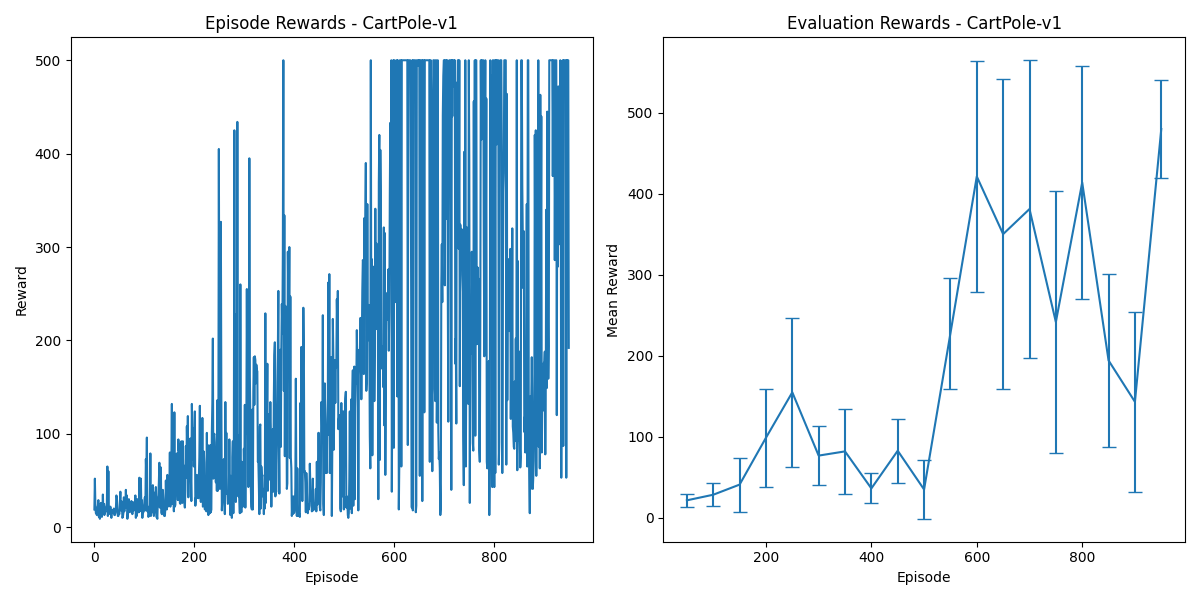 Episode Rewards - CartPole-v1
500
400
300
200
100
0
Reward
0 200 400 600 800
Episode
Evaluation Rewards - CartPole-v1
500
400
300
200
100
0
Mean Reward
200 400 600 800
Episode